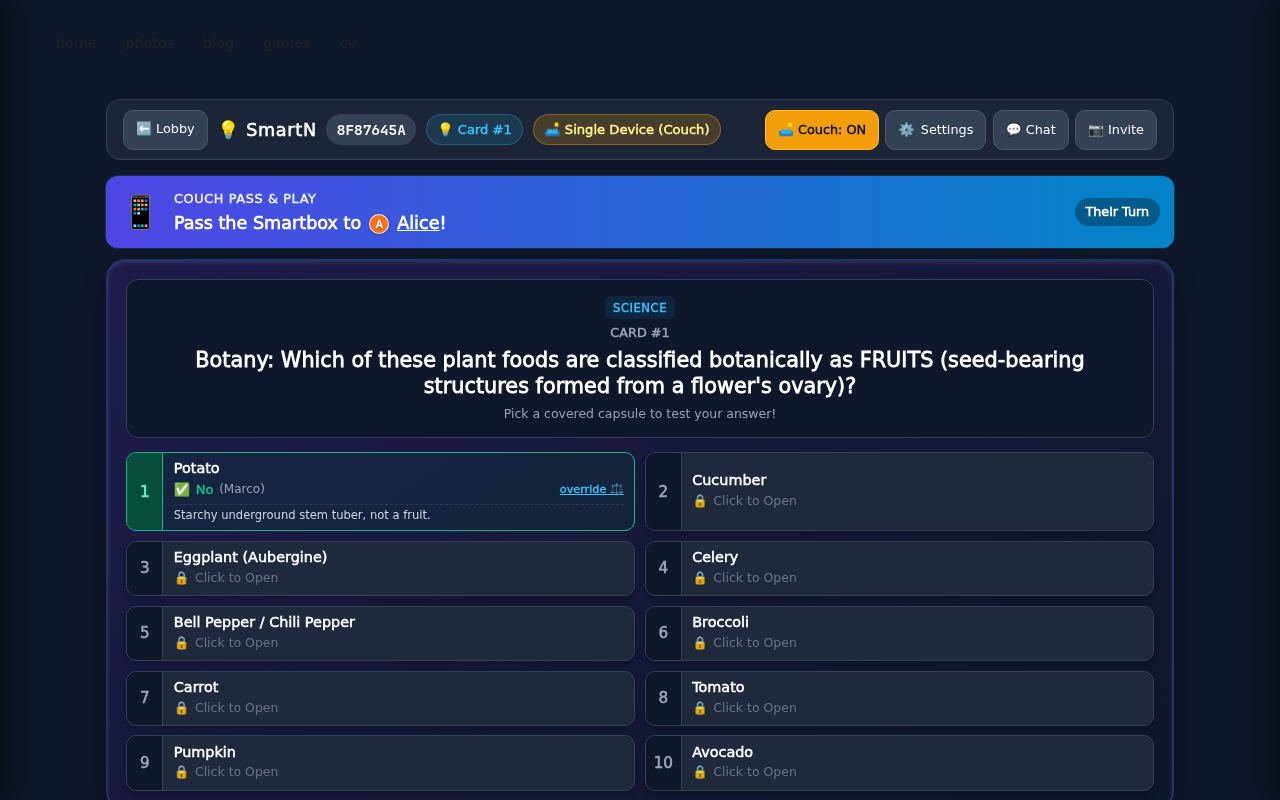 home photos blog games cv
Lobby SmartN 8F87645A Card #1 Single Device (Couch) Couch: ON Settings Chat Invite
COUCH PASS & PLAY
Pass the Smartbox to A Alice!
Their Turn
SCIENCE
CARD #1
Botany: Which of these plant foods are classified botanically as FRUITS (seed-bearing
structures formed from a flower's ovary)?
Pick a covered capsule to test your answer!
1
Potato
No (Marco)
override
Starchy underground stem tuber, not a fruit.
2
Cucumber
Click to Open
3
Eggplant (Aubergine)
Click to Open
4
Celery
Click to Open
5
Bell Pepper / Chili Pepper
Click to Open
6
Broccoli
Click to Open
7
Carrot
Click to Open
8
Tomato
Click to Open
9
Pumpkin
Click to Open
10
Avocado
Click to Open